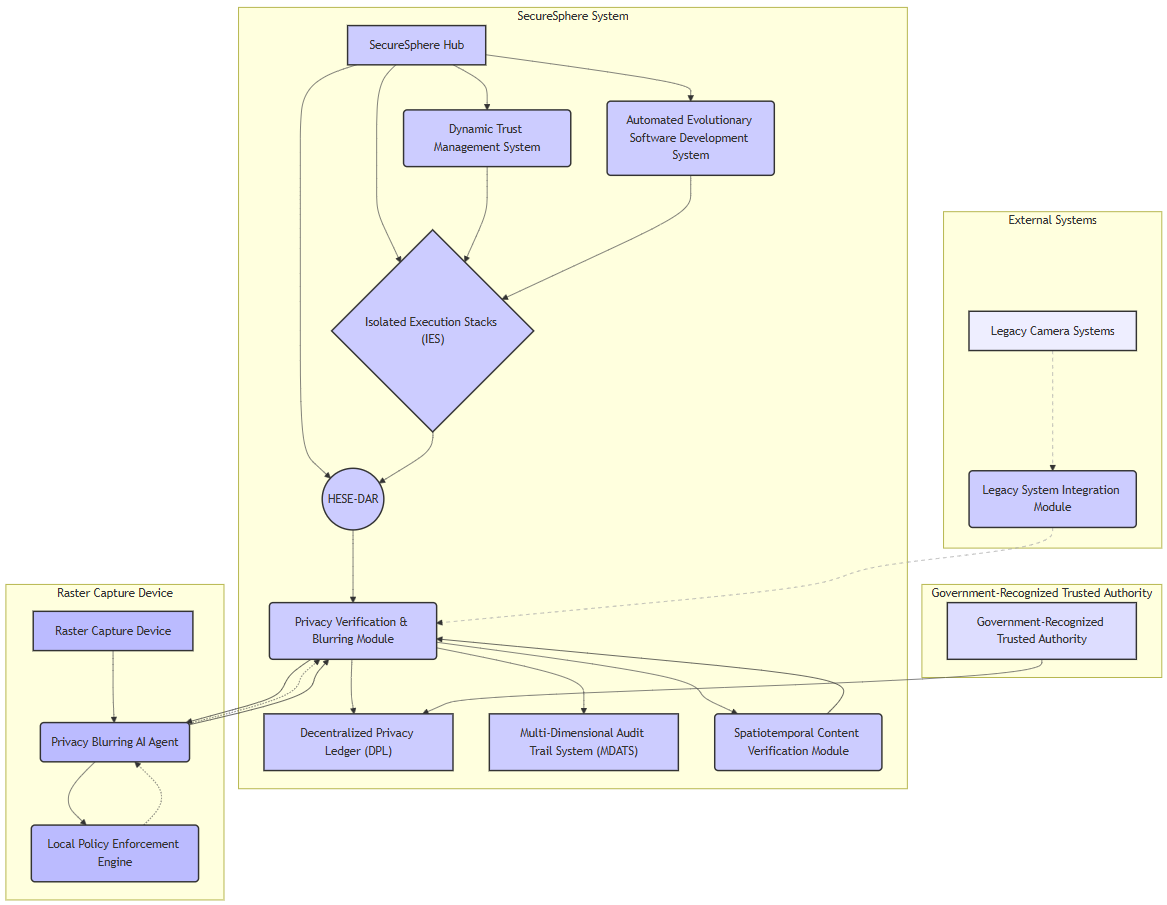 SecureSphere System
SecureSphere Hub
Dynamic Trust
Management System
Automated Evolutionary
Software Development
System
External Systems
Isolated Execution Stacks
(IES)
Legacy Camera Systems
HESE-DAR
Legacy System Integration
Module
Raster Capture Device
Raster Capture Device
Government-Recognized Trusted Authority
Privacy Verification &
Blurring Module
Government-Recognized
Trusted Authority
Privacy Blurring AI Agent
Decentralized Privacy
Ledger (DPL)
Multi-Dimensional Audit
Trail System (MDATS)
Spatiotemporal Content
Verification Module
Local Policy Enforcement
Engine